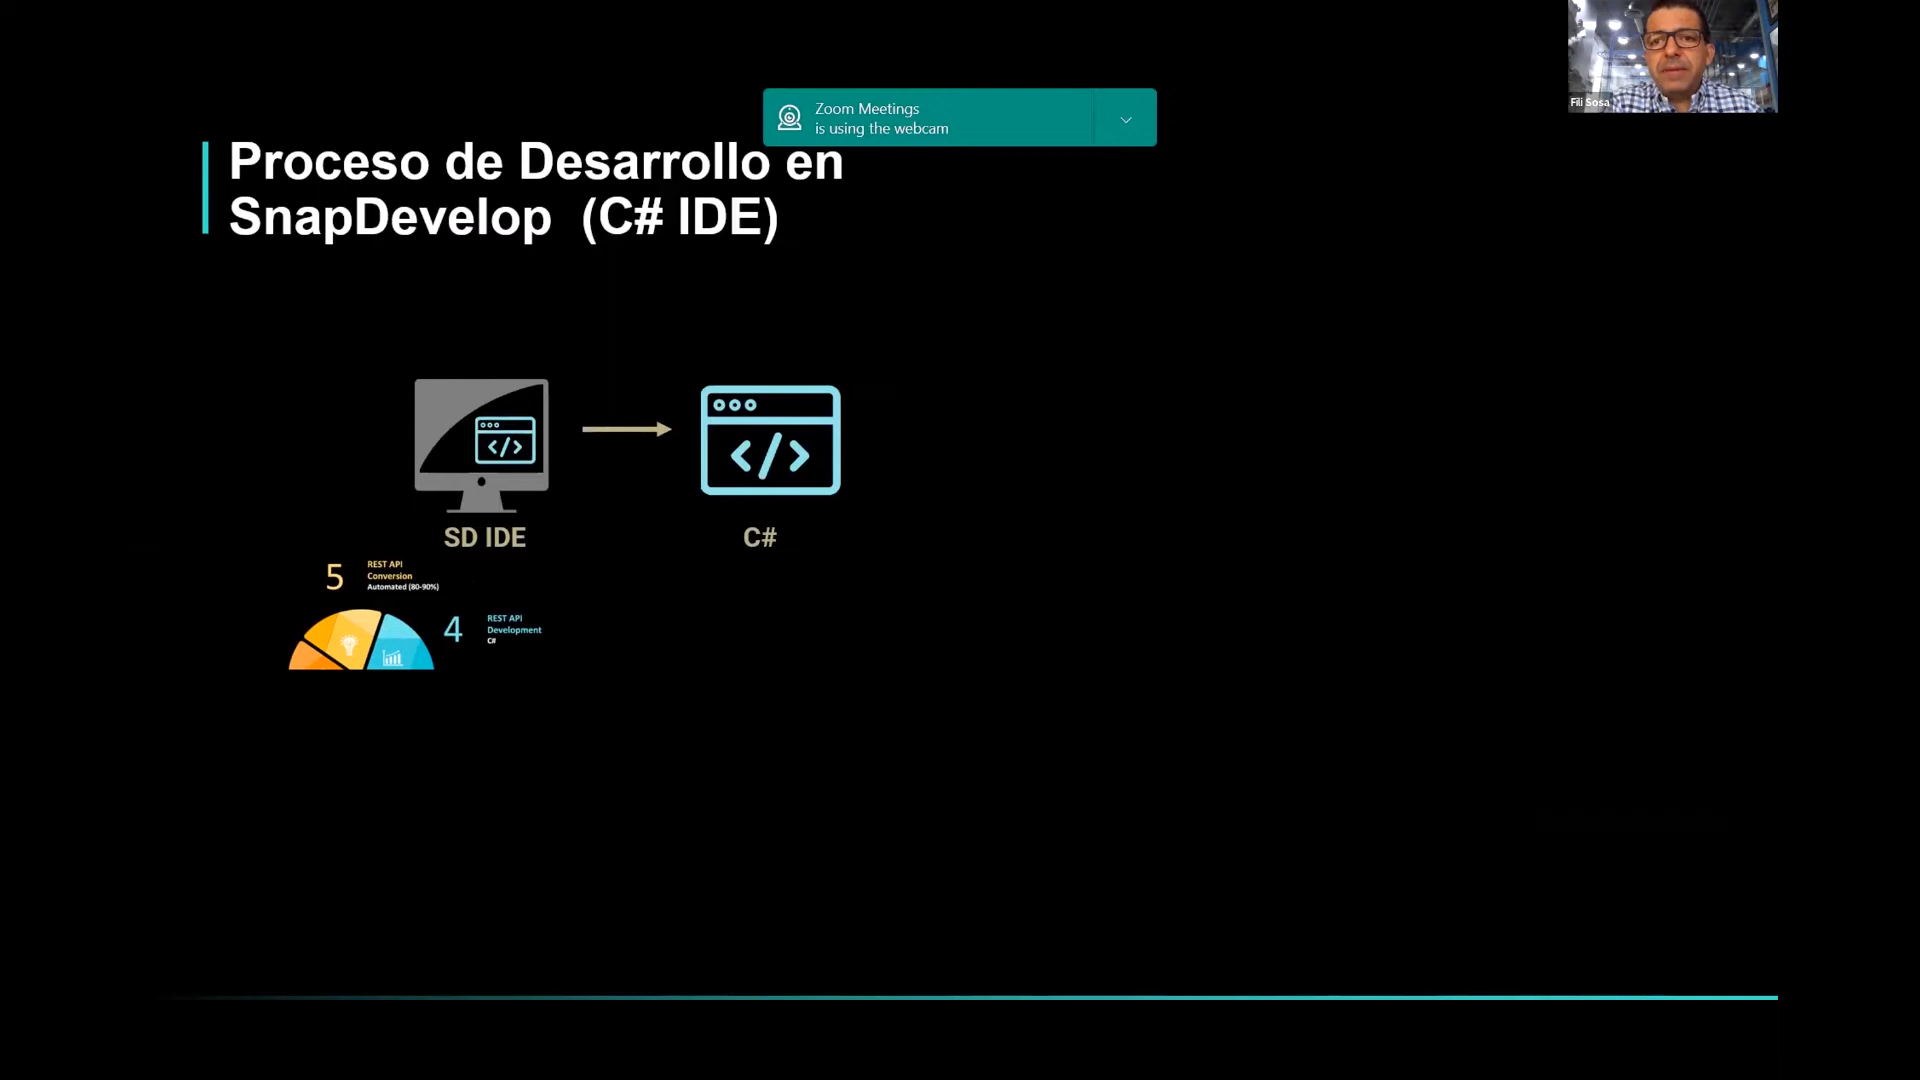 Fili Sosa
Zoom Meetings
is using the webcam
Proceso de Desarrollo en
SnapDevelop (C# IDE)
</>
</>
SD IDE
C#
5
REST API
Conversion
Automated (80-90%)
4
REST API
Development
C#